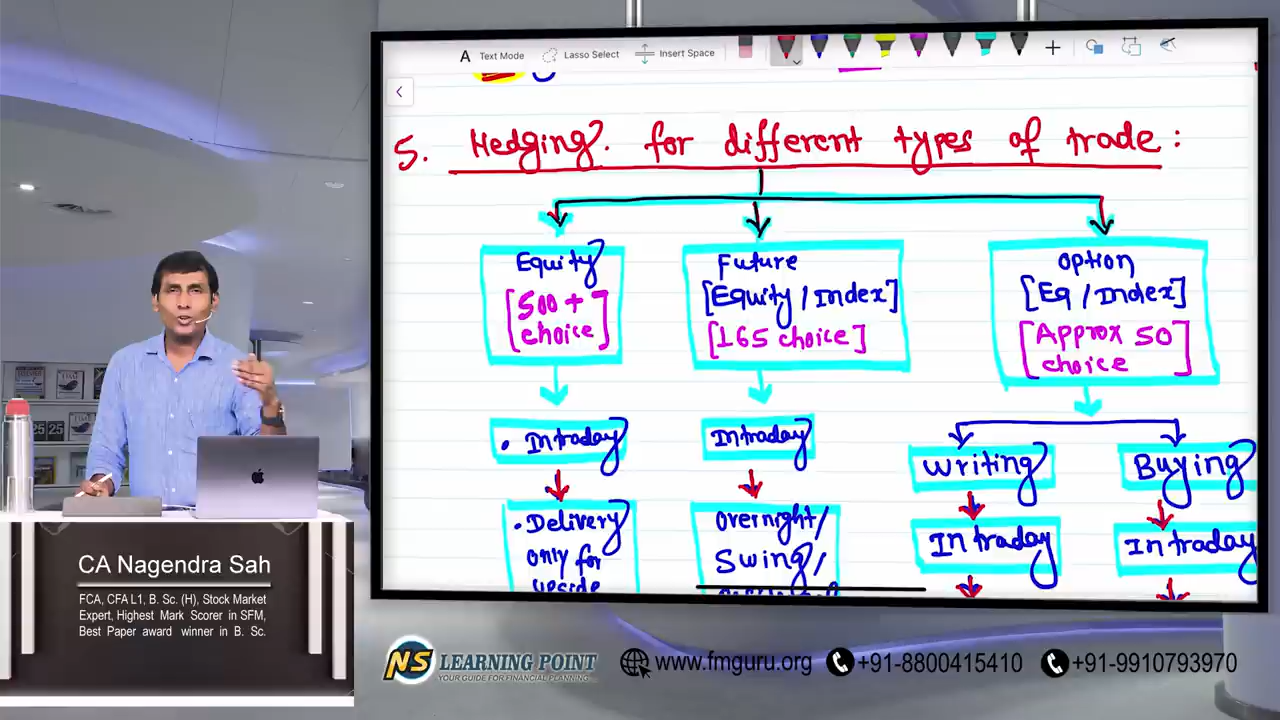 Text Mode
Lasso Select
Insert Space
5. Hedging for different types of trade :
Equity
[500 + choice]
Future
[Equity / Index]
[165 choice]
Option
[Eq / Index]
[Approx 50 choice]
• Intraday
Intraday
Writing
Buying
• Delivery
only for
upside
Overnight/
Swing/
Intraday
Intraday
25 25
CA Nagendra Sah
FCA, CFA L1, B. Sc. (H), Stock Market
Expert, Highest Mark Scorer in SFM,
Best Paper award winner in B. Sc.
NS LEARNING POINT
YOUR GUIDE FOR FINANCIAL PLANNING...
www.fmguru.org
+91-8800415410
+91-9910793970